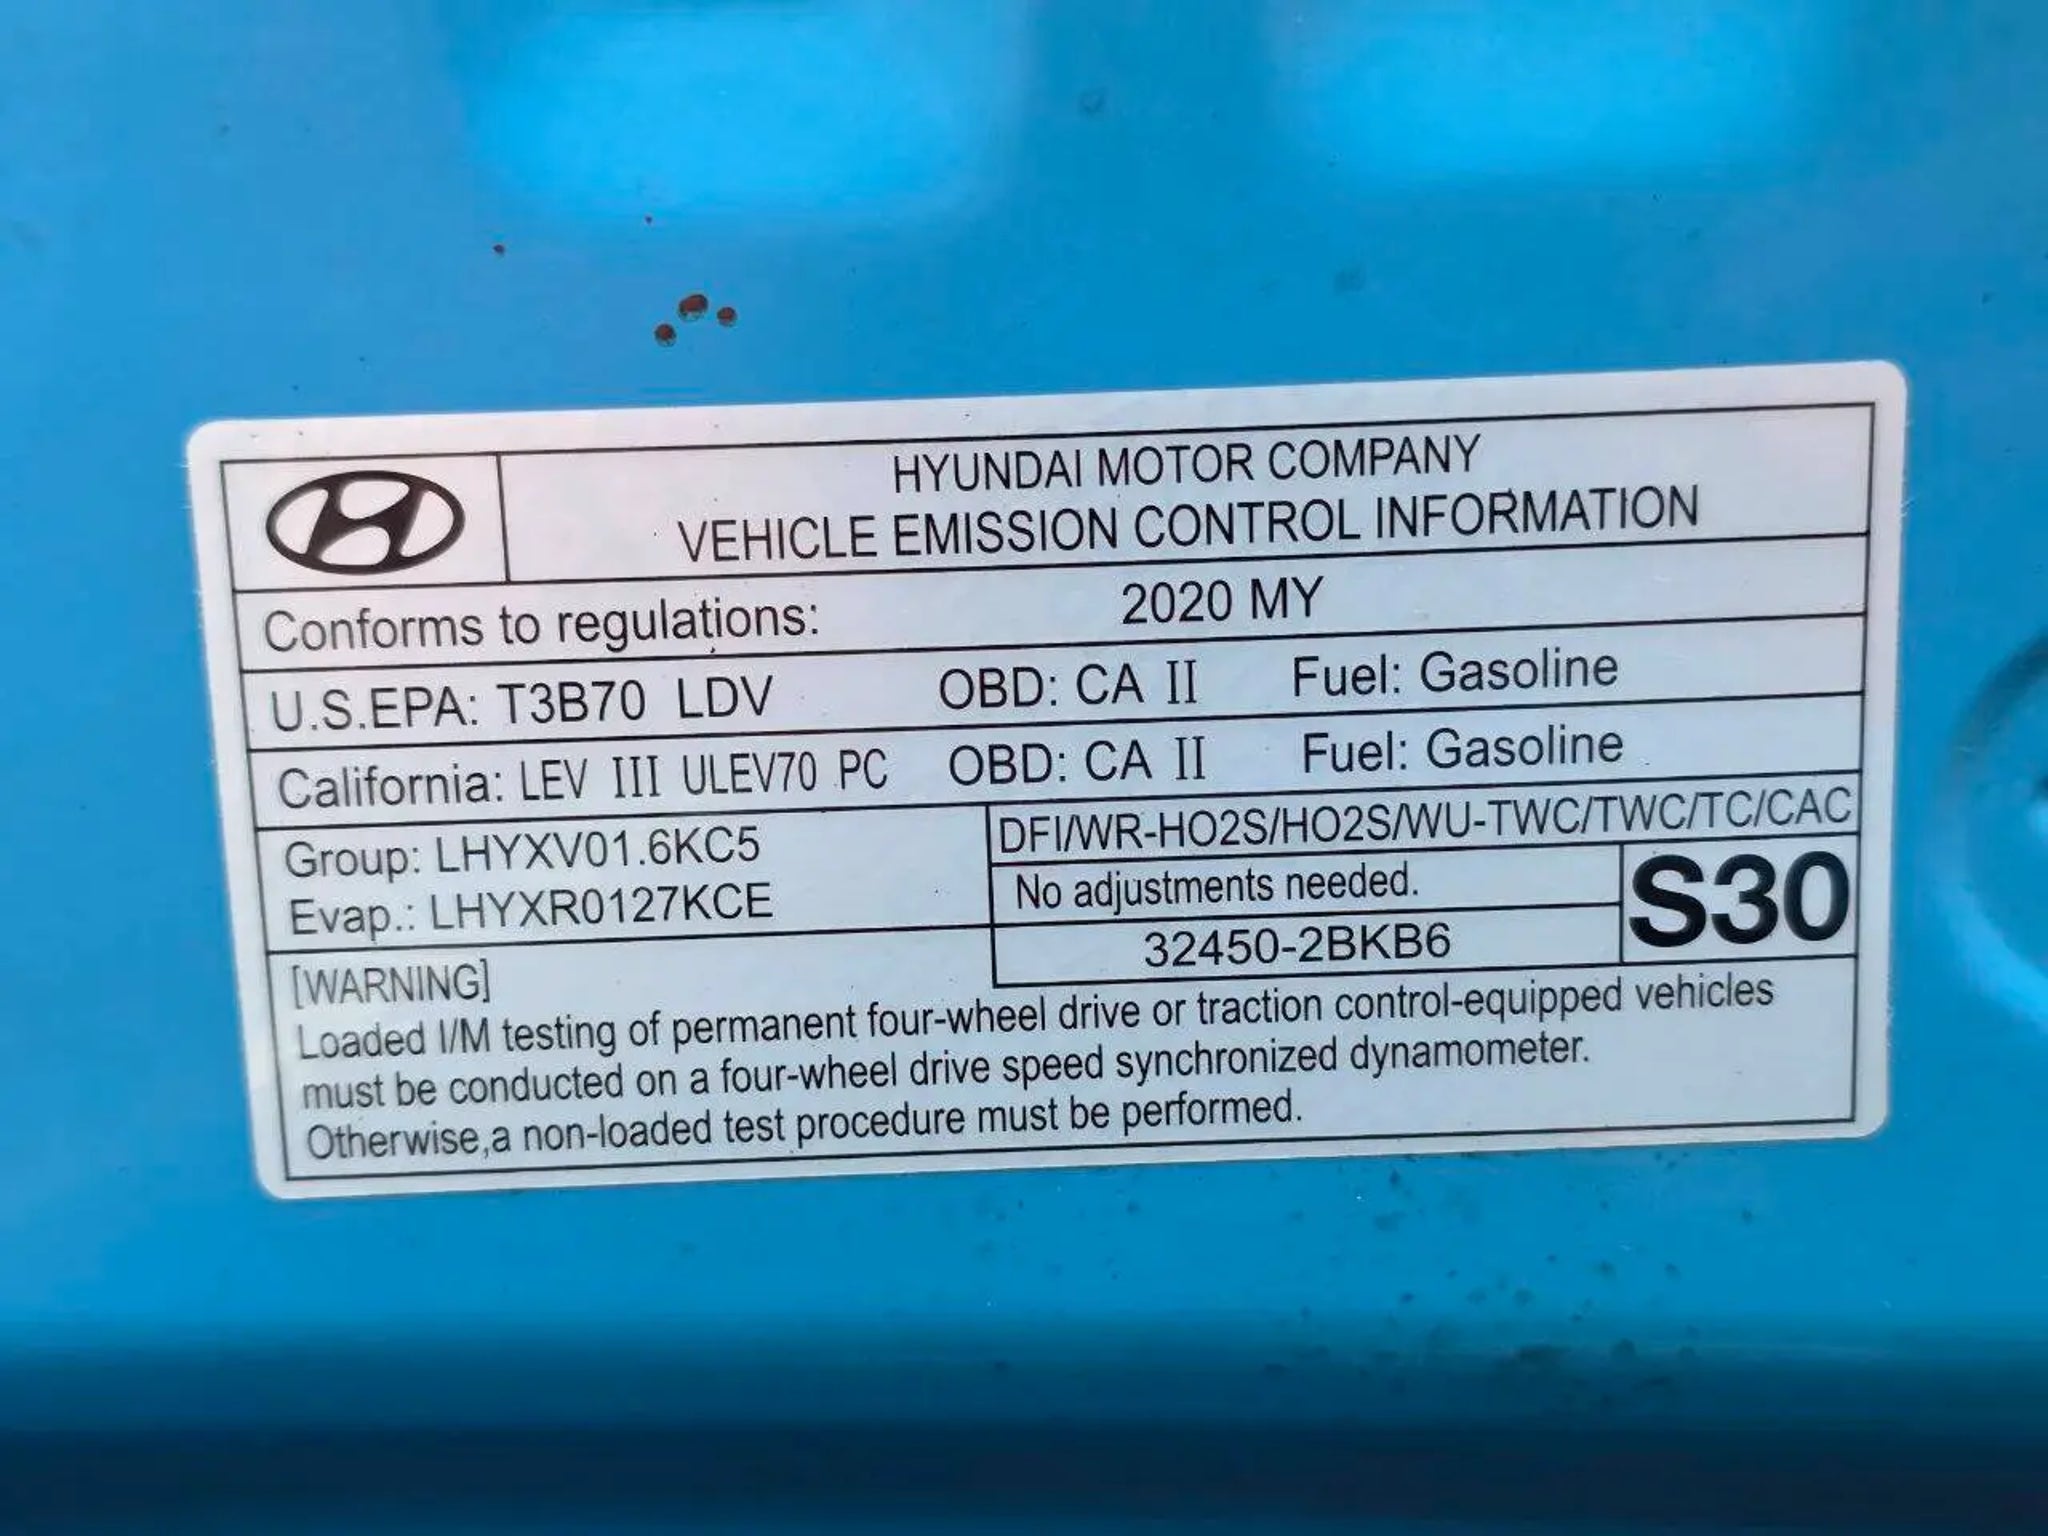 HYUNDAI MOTOR COMPANY
VEHICLE EMISSION CONTROL INFORMATION
Conforms to regulations: 2020 MY
U.S.EPA: T3B70 LDV OBD: CA II Fuel: Gasoline
California: LEV III ULEV70 PC OBD: CA II Fuel: Gasoline
Group: LHYXV01.6KC5
Evap.: LHYXR0127KCE
DFI/WR-HO2S/HO2S/WU-TWC/TWC/TC/CAC
No adjustments needed.
32450-2BKB6
S30
[WARNING]
Loaded I/M testing of permanent four-wheel drive or traction control-equipped vehicles
must be conducted on a four-wheel drive speed synchronized dynamometer.
Otherwise,a non-loaded test procedure must be performed.